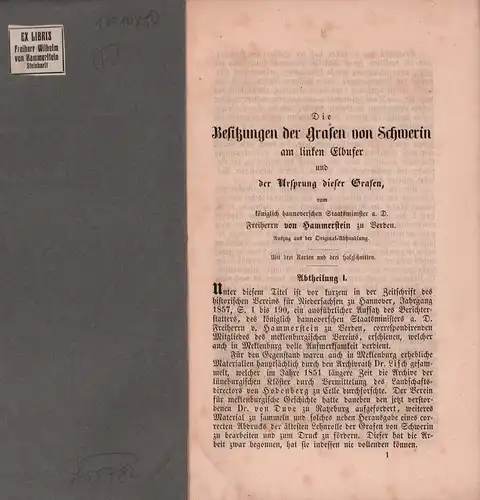 EX LIBRIS
Freiherr Wilhelm
von Hammerstein
Steinhorst
Die
Besitzungen der Grafen von Schwerin
am linken Elbufer
und
der Ursprung dieser Grafen,
vom
königlich hannoverschen Staatsminister a. D.
Freiherrn von Hammerstein zu Verden.
Auszug aus der Original-Abhandlung.
Mit drei Karten und drei Holzschnitten.
Abtheilung I.
Unter diesem Titel ist vor kurzem in der Zeitschrift des
historischen Vereins für Niedersachsen zu Hannover, Jahrgang
1857, S. 1 bis 190, ein ausführlicher Aufsatz des Berichter-
statters, des königlich hannoverschen Staatsministers a. D.
Freiherrn v. Hammerstein zu Verden, correspondirenden
Mitgliedes des meklenburgischen Vereins, erschienen, welcher
auch in Meklenburg volle Aufmerksamkeit verdient.
Für den Gegenstand waren auch in Meklenburg erhebliche
Materialien hauptsächlich durch den Archivrath Dr. Lisch gesam-
melt, welcher im Jahre 1851 längere Zeit die Archive der
lüneburgischen Klöster durch Vermittelung des Landschafts-
directors von Hodenberg zu Celle durchforschte. Der Verein
für meklenburgische Geschichte hatte daneben den jetzt verstor-
benen Dr. von Duve zu Ratzeburg aufgefordert, weiteres
Material zu sammeln und solches neben Herausgabe eines cor-
recten Abdrucks der ältesten Lehnrolle der Grafen von Schwerin
zu bearbeiten und zum Druck zu fördern. Dieser hat die Ar-
beit zwar begonnen, hat sie indessen nie vollenden können.
1